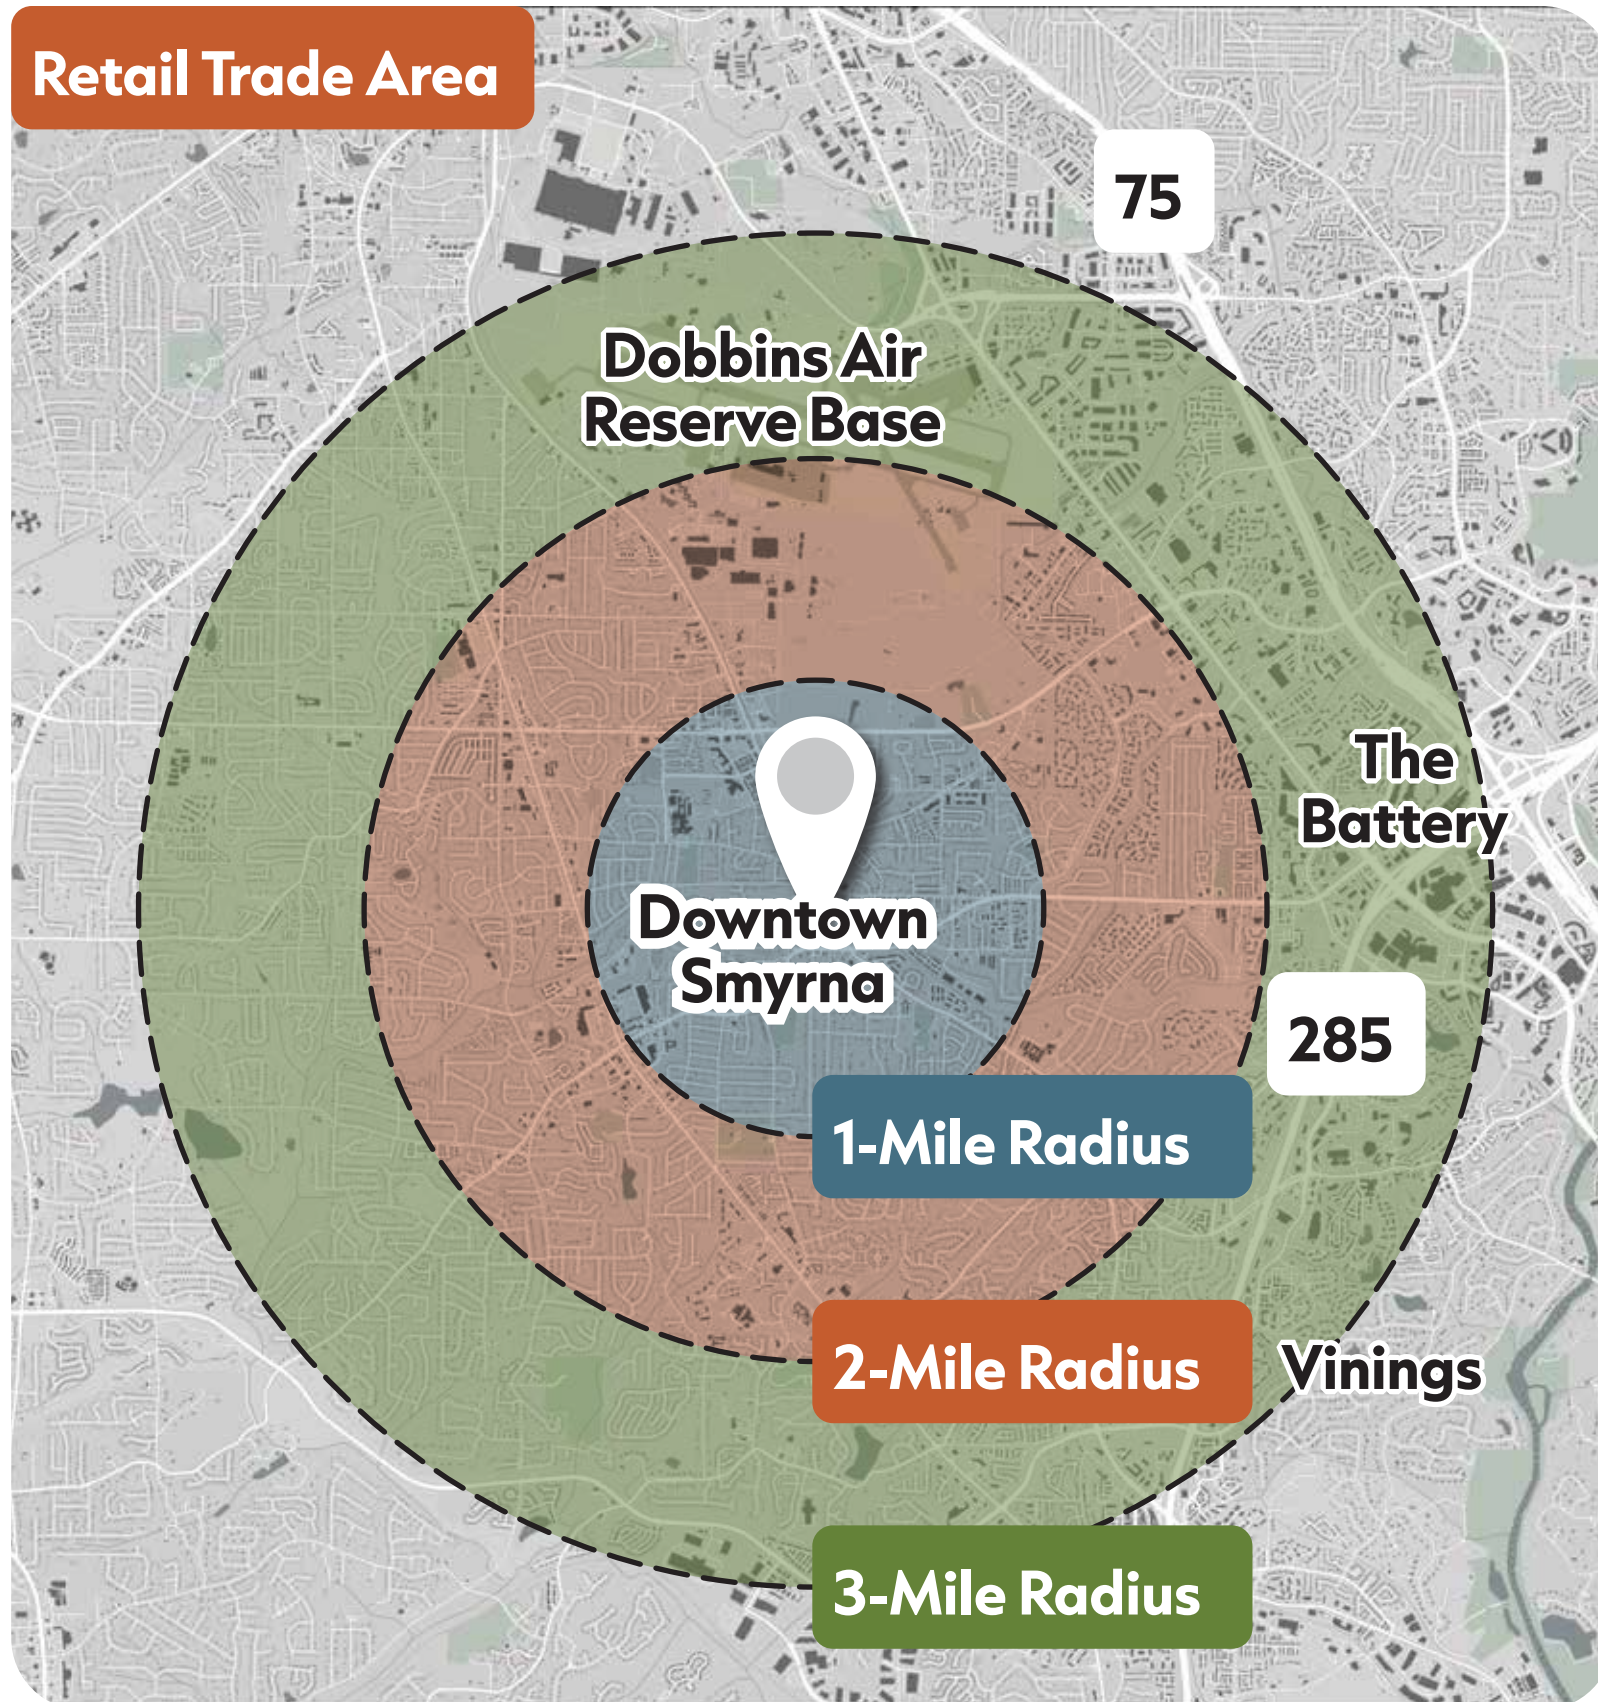 Retail Trade Area
75
Dobbins Air
Reserve Base
The
Battery
Downtown
Smyrna
285
1-Mile Radius
2-Mile Radius
Vinings
3-Mile Radius